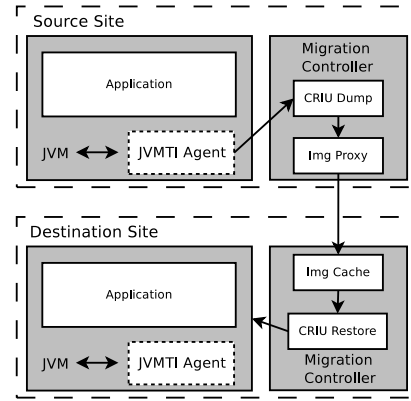 Source Site
Migration
Controller
Application
CRIU Dump
JVM
JVMTI Agent
Img Proxy
Destination Site
Application
Img Cache
CRIU Restore
JVM
JVMTI Agent
Migration
Controller